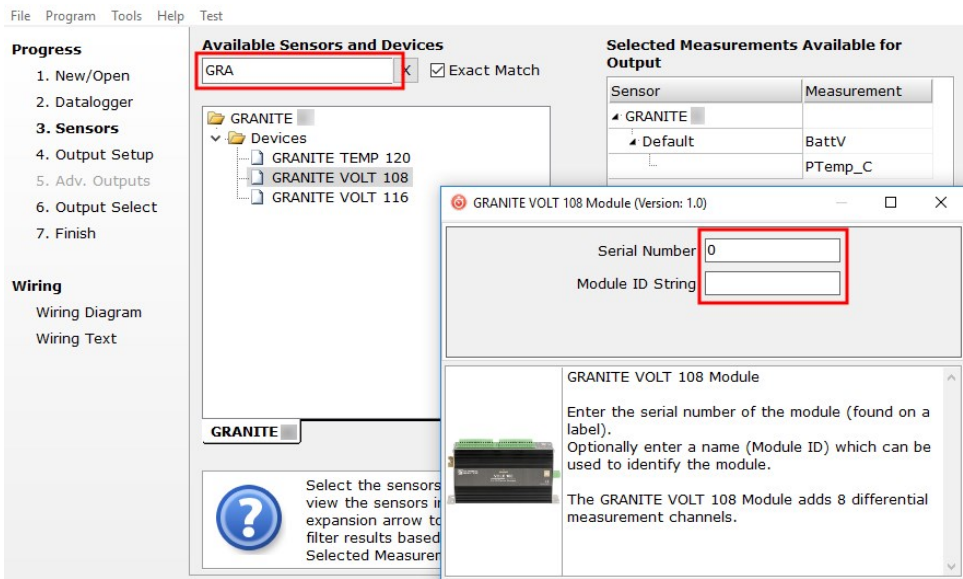 File Program Tools Help Test
Progress
1. New/Open
2. Datalogger
3. Sensors
4. Output Setup
5. Adv. Outputs
6. Output Select
7. Finish
Wiring
Wiring Diagram
Wiring Text
Available Sensors and Devices
GRA
X
Exact Match
GRANITE
Devices
GRANITE TEMP 120
GRANITE VOLT 108
GRANITE VOLT 116
GRANITE
Select the sensors
view the sensors
expansion arrow to
filter results based
Selected
Selected Measurements Available for
Output
Sensor Measurement
GRANITE
Default BattV
PTemp_C
GRANITE VOLT 108 Module (Version: 1.0)
Serial Number 0
Module ID String
GRANITE VOLT 108 Module
Enter the serial number of the module (found on a
label).
Optionally enter a name (Module ID) which can be
used to identify the module.
The GRANITE VOLT 108 Module adds 8 differential
measurement channels.